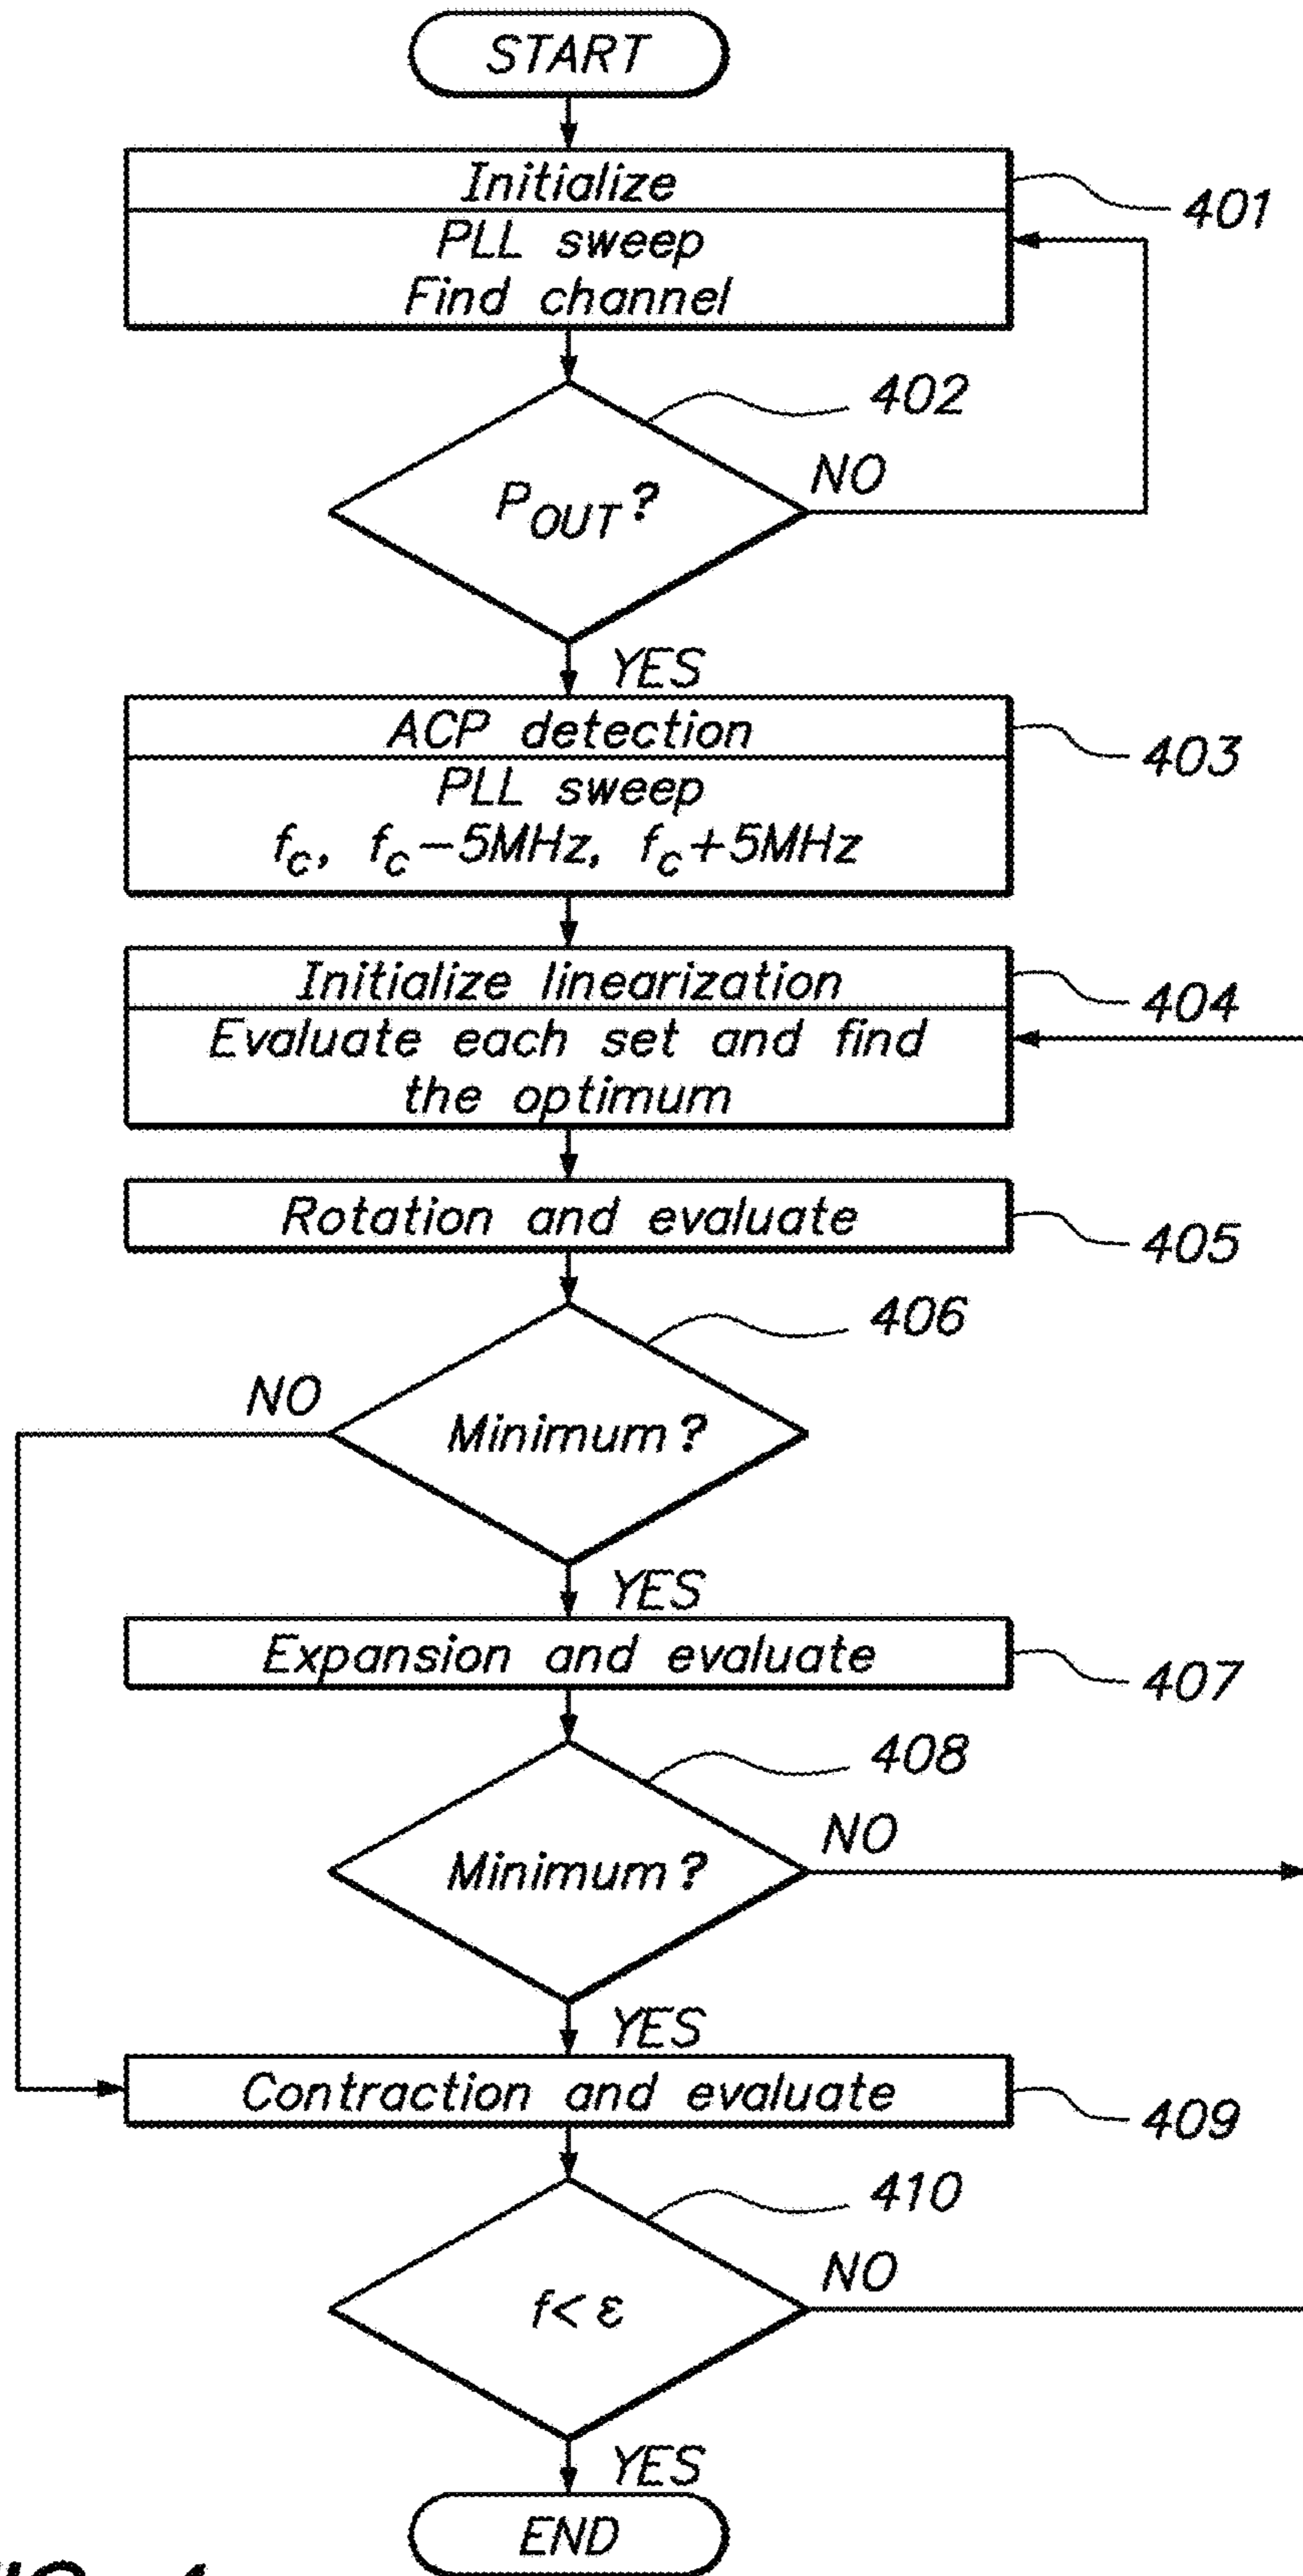 START
Initialize
401
PLL sweep
Find channel
402
POUT?
NO
YES
ACP detection
403
PLL sweep
fc, fc-5MHz, fc+5MHz
Initialize linearization
404
Evaluate each set and find
the optimum
Rotation and evaluate
405
406
NO
Minimum?
YES
Expansion and evaluate
407
408
NO
Minimum?
YES
Contraction and evaluate
409
410
NO
f<ε
YES
END